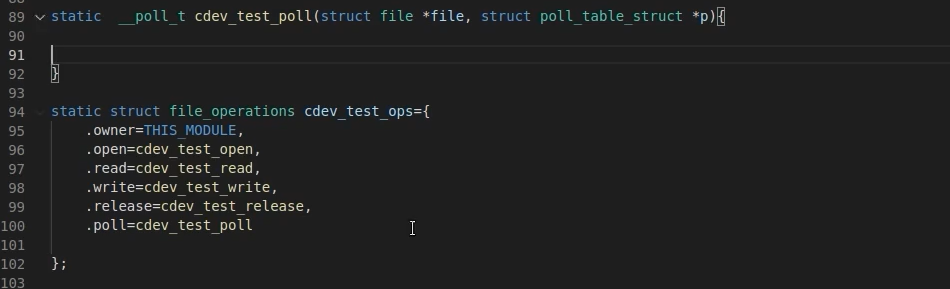 89 static  __poll_t cdev_test_poll(struct file *file, struct poll_table_struct *p){
90
91
92 }
93
94 static struct file_operations cdev_test_ops={
95     .owner=THIS_MODULE,
96     .open=cdev_test_open,
97     .read=cdev_test_read,
98     .write=cdev_test_write,
99     .release=cdev_test_release,
100     .poll=cdev_test_poll
101
102 };
103